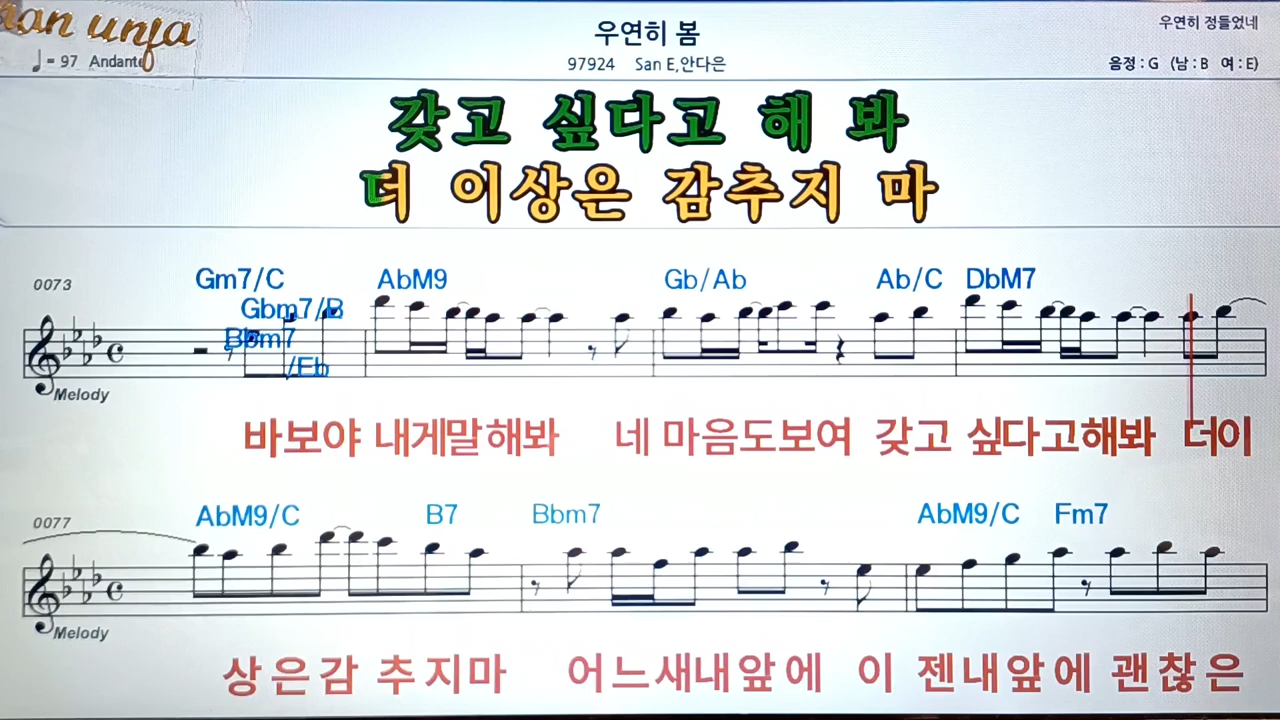 우연히 봄
우연히 정들었네
♩= 97 Andante
97924 San E,안다은
음정 : G (남 : B 여 : E)
갖고 싶다고 해 봐
더 이상은 감추지 마
0073
Gm7/C AbM9 Gb/Ab Ab/C DbM7
Gbm7/B
Bbm7
/Eb
Melody
바보야 내게말해봐 네 마음도보여 갖고 싶다고해봐 더이
0077
AbM9/C B7 Bbm7 AbM9/C Fm7
Melody
상은감 추지마 어느새내앞에 이 젠내앞에 괜찮은